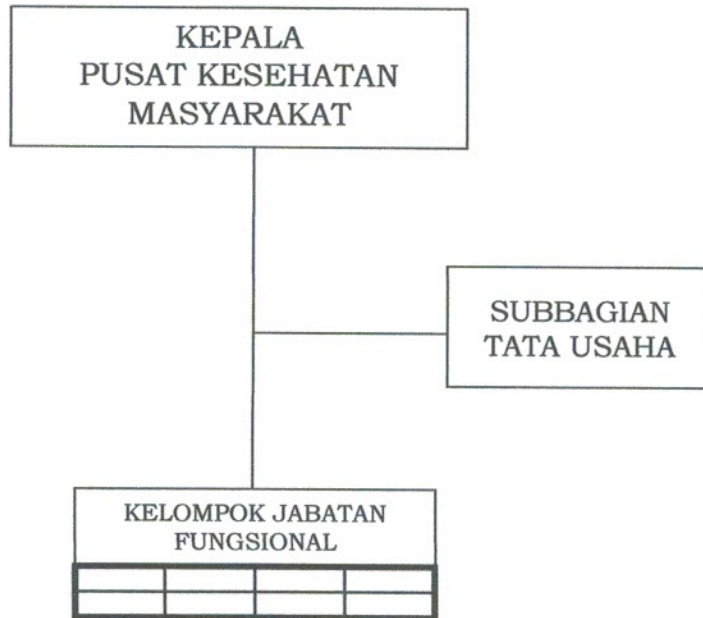 KEPALA
PUSAT KESEHATAN
MASYARAKAT
SUBBAGIAN
TATA USAHA
KELOMPOK JABATAN
FUNGSIONAL